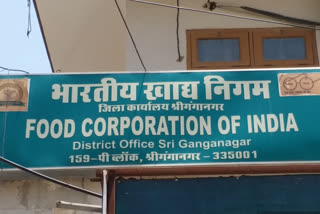 भारतीय खाद्य निगम
जिला कार्यालय श्रीगंगानगर
FOOD CORPORATION OF INDIA
District Office Sri Ganganagar
159-पी ब्लॉक, श्रीगंगानगर - 335001